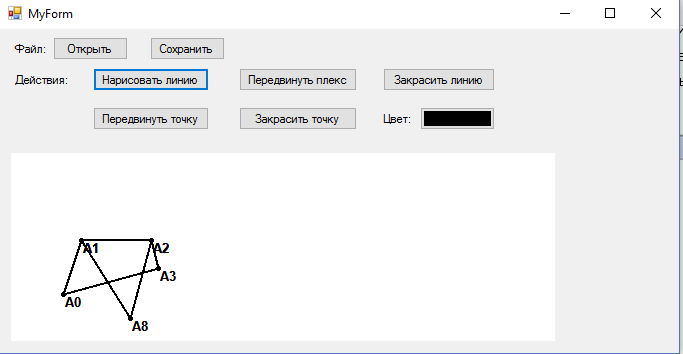 MyForm
Файл: Открыть Сохранить
Действия: Нарисовать линию Передвинуть плекс Закрасить линию
Передвинуть точку Закрасить точку Цвет:
A1 A2
A3
A0
A8